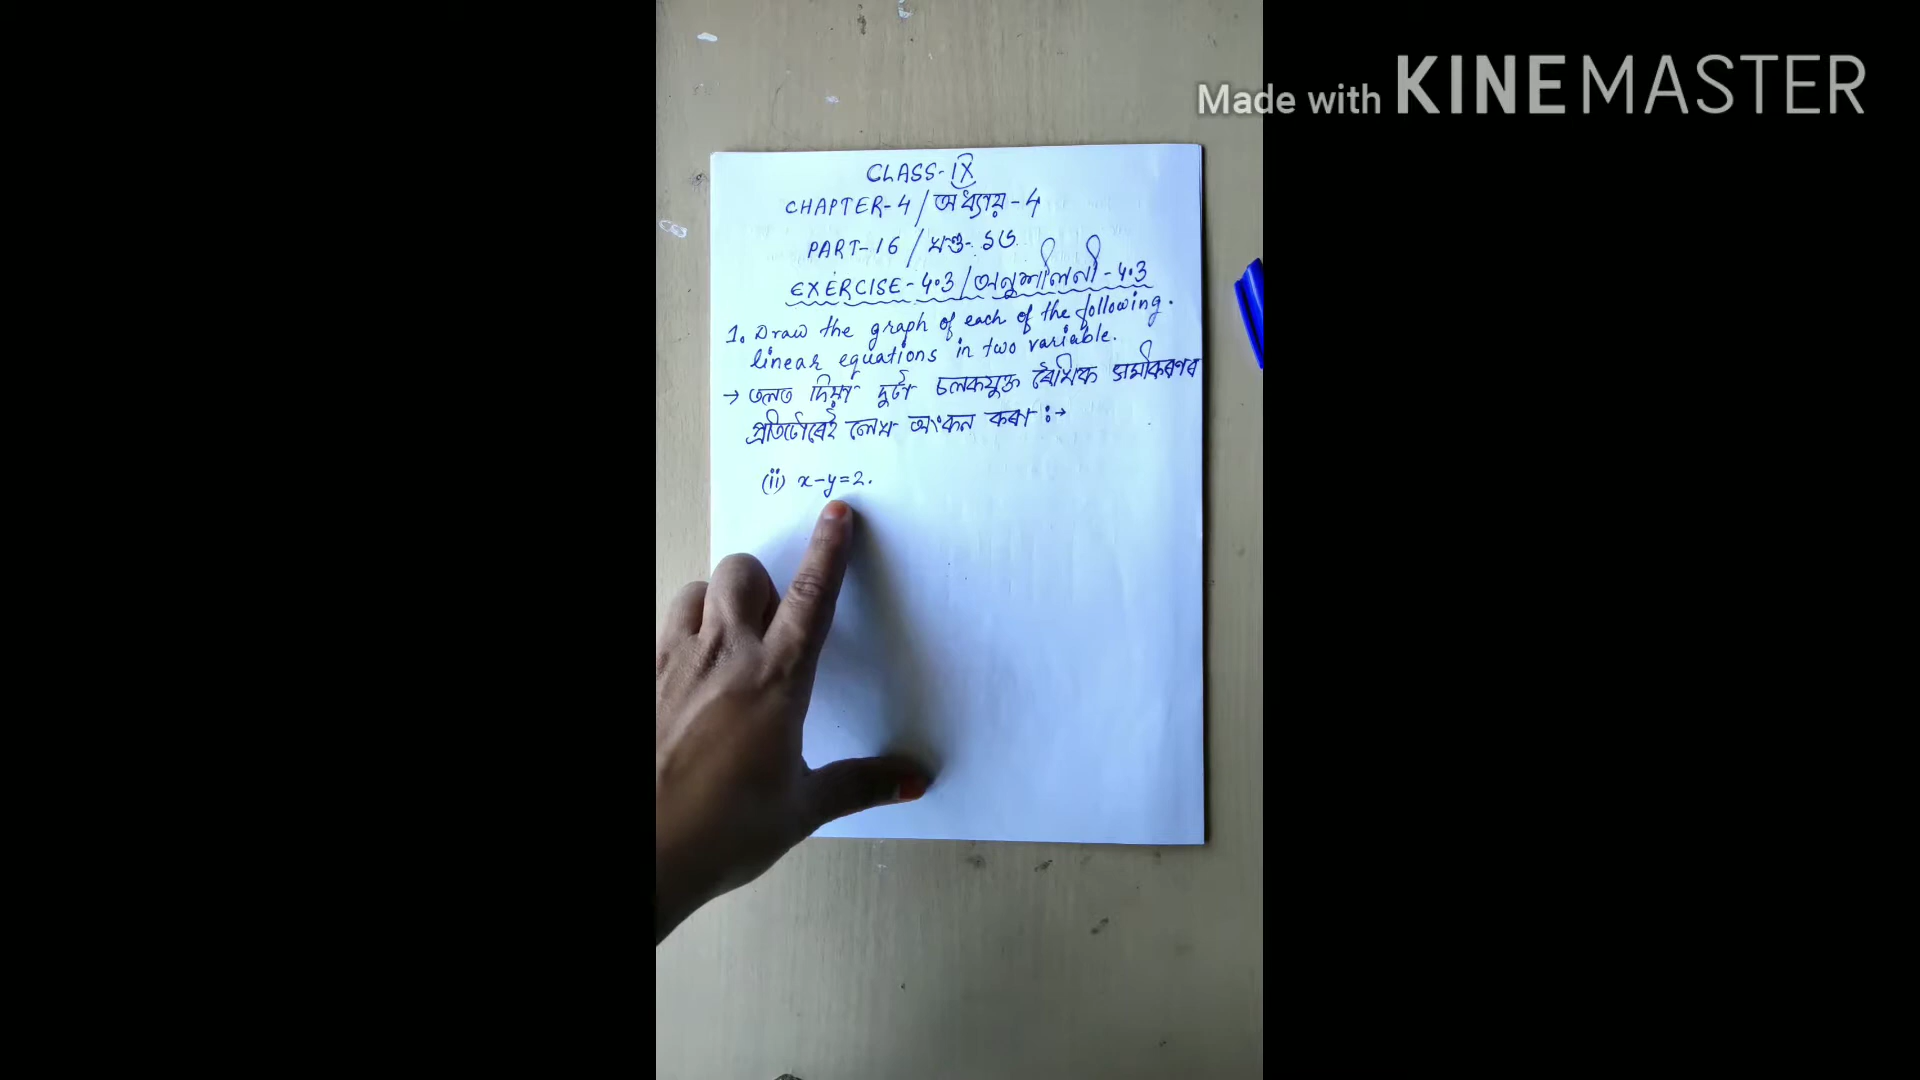 Made with KINEMASTER
CLASS-IX
CHAPTER-4/অধ্যায়-4
PART-16/খণ্ড-১৬
EXERCISE-4.3/অনুশীলনী-4.3
1. Draw the graph of each of the following
linear equations in two variable.
→ তলত দিয়া দুটা চলকযুক্ত ৰৈখিক সমীকৰণৰ
প্ৰতিটোৰেই লেখ অংকন কৰা :→
(ii) x-y=2.